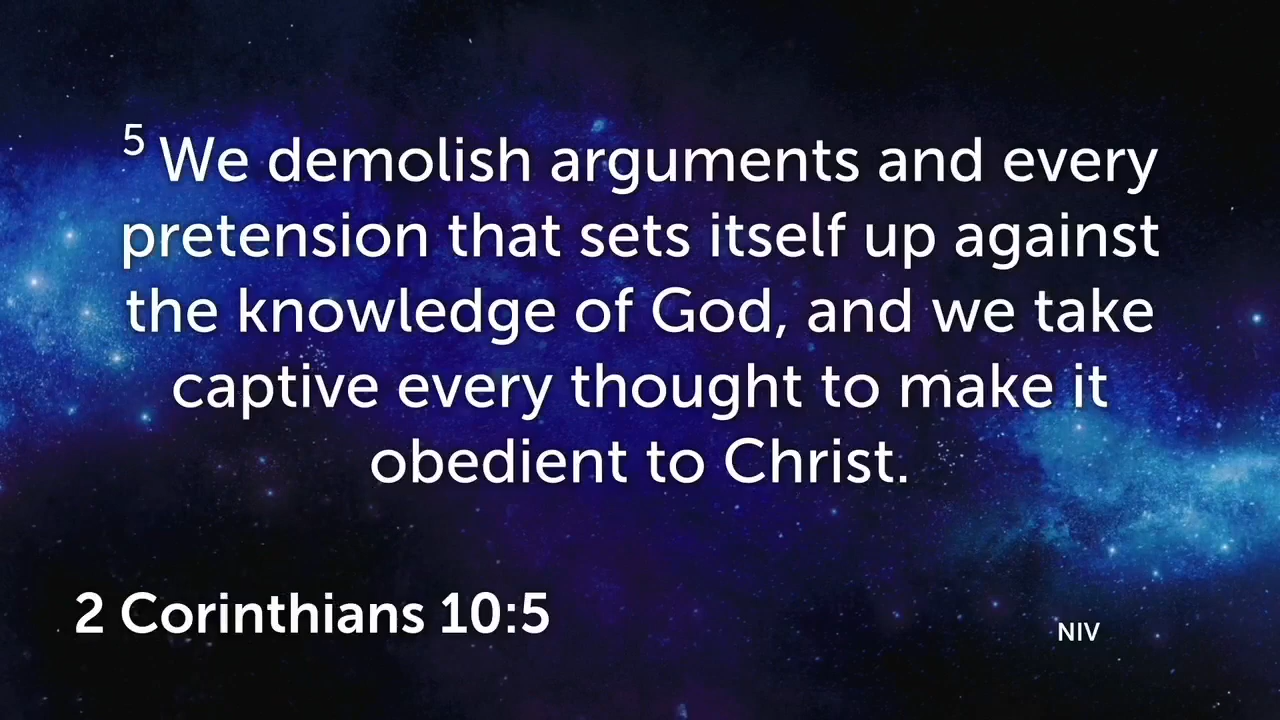 5 We demolish arguments and every
pretension that sets itself up against
the knowledge of God, and we take
captive every thought to make it
obedient to Christ.
2 Corinthians 10:5
NIV